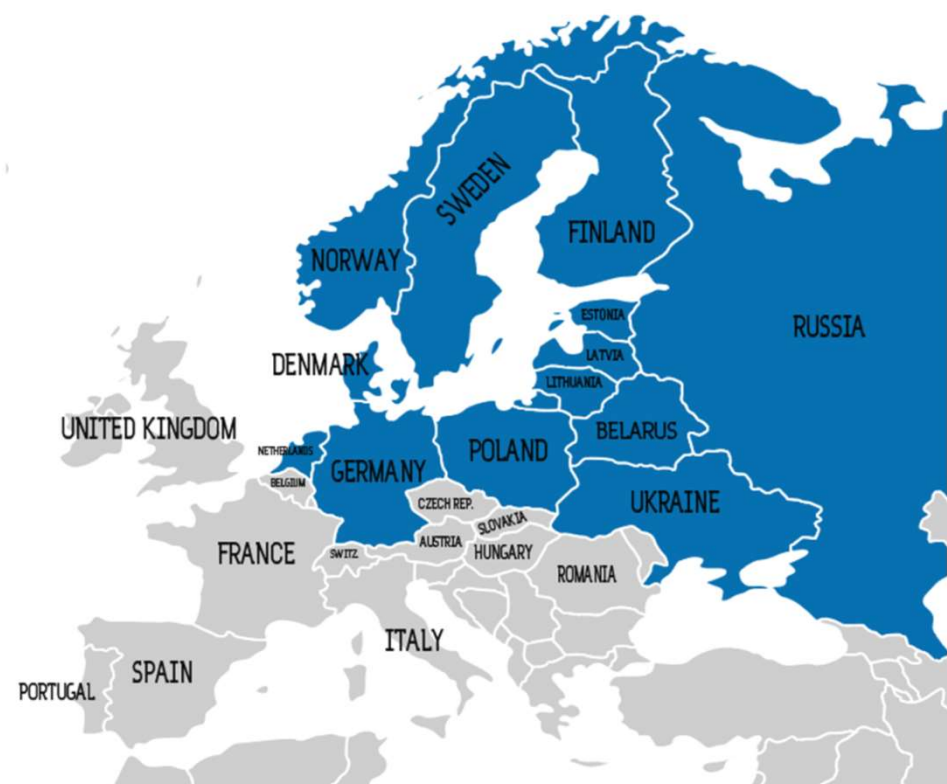 SWEDEN
FINLAND
NORWAY
ESTONIA
RUSSIA
LATVIA
DENMARK
LITHUANIA
UNITED KINGDOM
BELARUS
NETHERLANDS
POLAND
GERMANY
BELGIUM
UKRAINE
CZECH REP.
SLOVAKIA
AUSTRIA
FRANCE
SWITZ.
HUNGARY
ROMANIA
ITALY
SPAIN
PORTUGAL